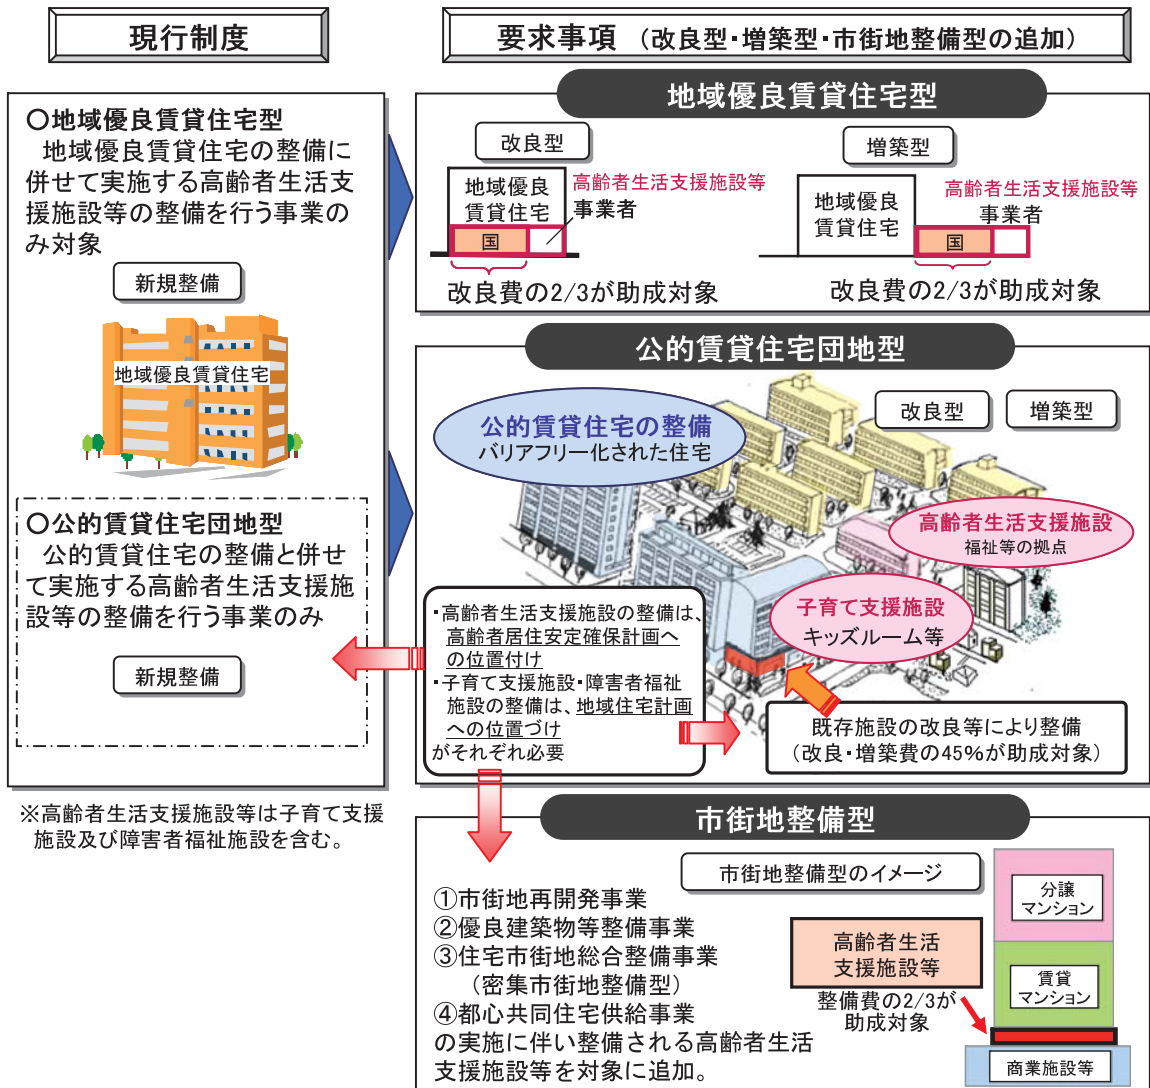 現行制度
要求事項 （改良型・増築型・市街地整備型の追加）
〇地域優良賃貸住宅型
地域優良賃貸住宅の整備に
併せて実施する高齢者生活支
援施設等の整備を行う事業の
み対象
新規整備
地域優良賃貸住宅
〇公的賃貸住宅団地型
公的賃貸住宅の整備と併せ
て実施する高齢者生活支援施
設等の整備を行う事業のみ
新規整備
※高齢者生活支援施設等は子育て支援
施設及び障害者福祉施設を含む。
地域優良賃貸住宅型
改良型
地域優良
賃貸住宅
高齢者生活支援施設等
事業者
国
改良費の2/3が助成対象
増築型
地域優良
賃貸住宅
高齢者生活支援施設等
事業者
国
改良費の2/3が助成対象
公的賃貸住宅団地型
改良型
増築型
公的賃貸住宅の整備
バリアフリー化された住宅
高齢者生活支援施設
福祉等の拠点
子育て支援施設
キッズルーム等
・高齢者生活支援施設の整備は、
高齢者居住安定確保計画へ
の位置付け
・子育て支援施設・障害者福祉
施設の整備は、地域住宅計画
への位置づけ
がそれぞれ必要
既存施設の改良等により整備
（改良・増築費の45%が助成対象）
市街地整備型
①市街地再開発事業
②優良建築物等整備事業
③住宅市街地総合整備事業
（密集市街地整備型）
④都心共同住宅供給事業
の実施に伴い整備される高齢者生活
支援施設等を対象に追加。
市街地整備型のイメージ
高齢者生活
支援施設等
整備費の2/3が
助成対象
分譲
マンション
賃貸
マンション
商業施設等